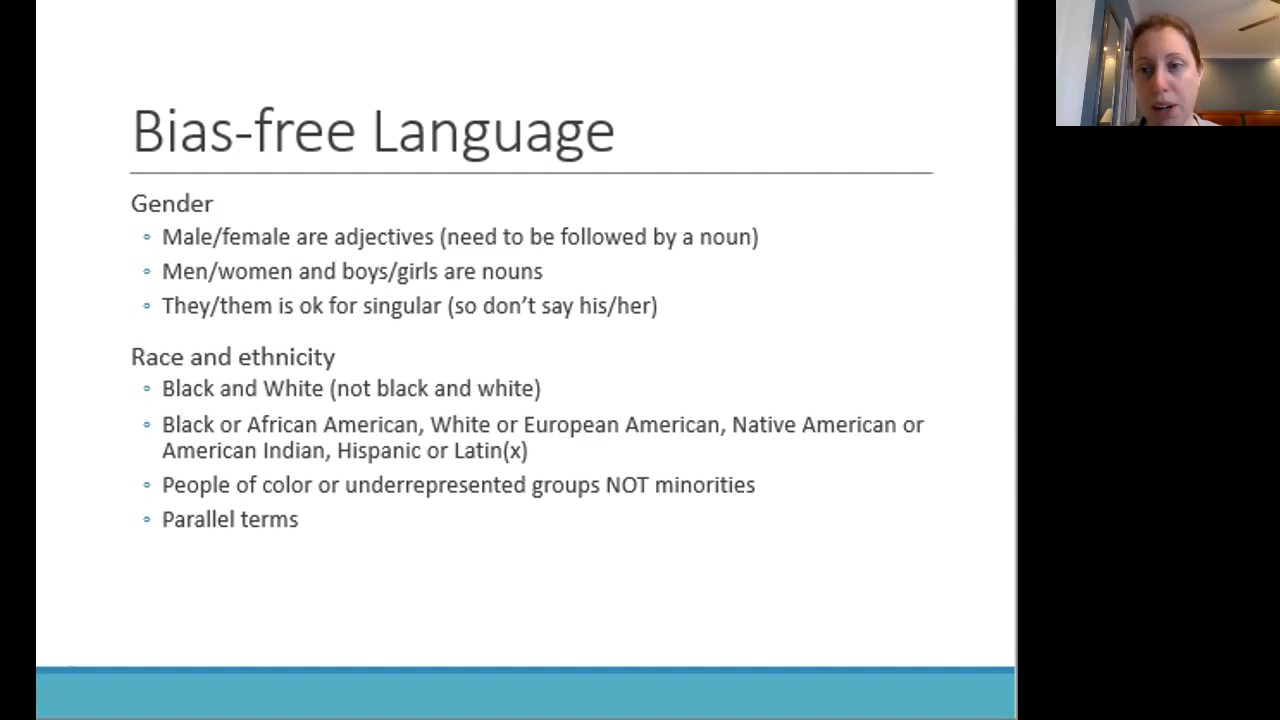 Bias-free Language
Gender
◦ Male/female are adjectives (need to be followed by a noun)
◦ Men/women and boys/girls are nouns
◦ They/them is ok for singular (so don’t say his/her)
Race and ethnicity
◦ Black and White (not black and white)
◦ Black or African American, White or European American, Native American or
American Indian, Hispanic or Latin(x)
◦ People of color or underrepresented groups NOT minorities
◦ Parallel terms